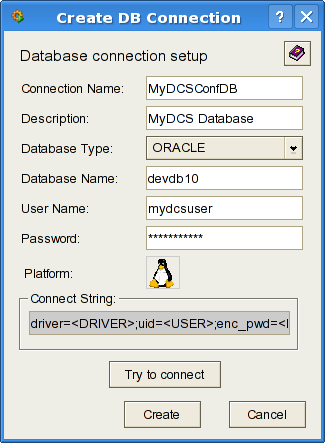 Create DB Connection ? ×
Database connection setup
Connection Name: MyDCSConfDB
Description: MyDCS Database
Database Type: ORACLE
Database Name: devdb10
User Name: mydcsuser
Password: ***********
Platform:
Connect String:
driver=<DRIVER>;uid=<USER>;enc_pwd=<
Try to connect
Create Cancel